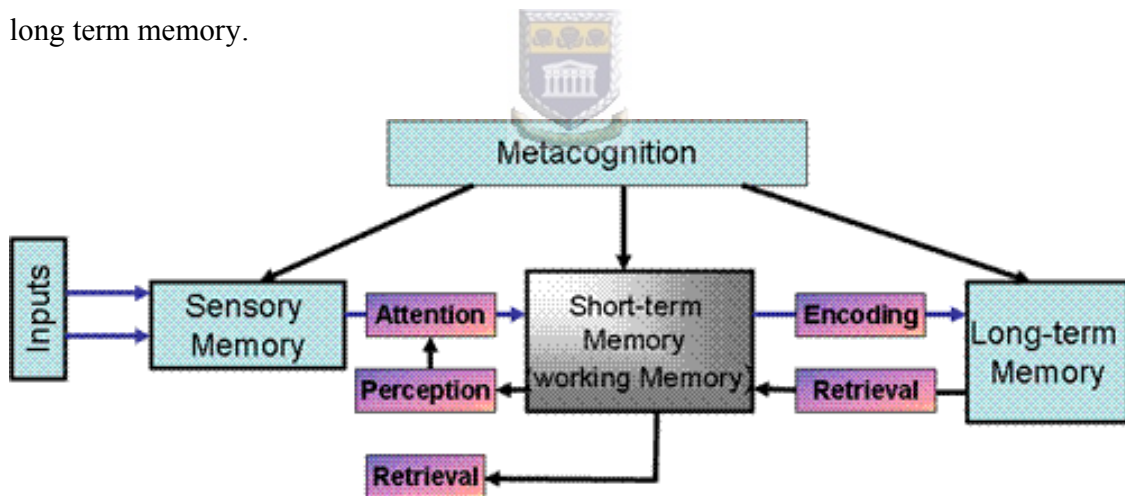 long term memory.
Metacognition
Inputs
Sensory
Memory
Attention
Perception
Retrieval
Short-term
Memory
(working Memory)
Encoding
Retrieval
Long-term
Memory